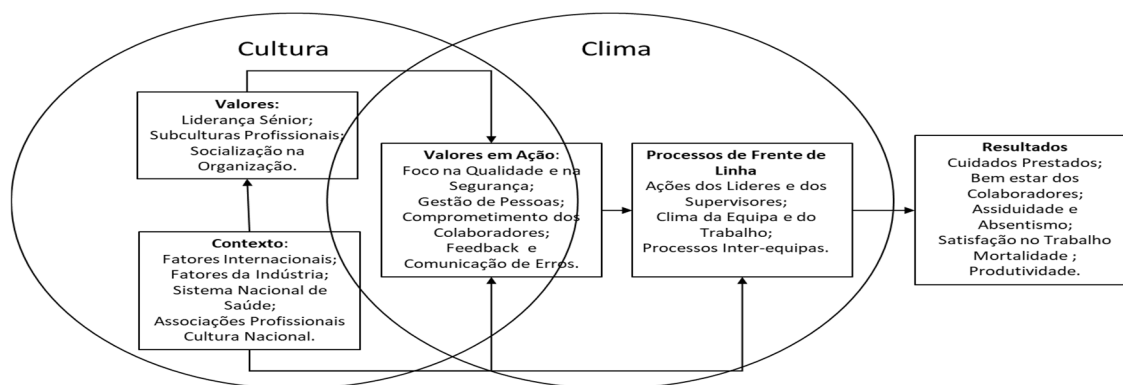 Cultura
Clima
Valores:
Liderança Sénior;
Subculturas Profissionais;
Socialização na
Organização.
Contexto:
Fatores Internacionais;
Fatores da Indústria;
Sistema Nacional de
Saúde;
Associações Profissionais
Cultura Nacional.
Valores em Ação:
Foco na Qualidade e na
Segurança;
Gestão de Pessoas;
Comprometimento dos
Colaboradores;
Feedback e
Comunicação de Erros.
Processos de Frente de
Linha
Ações dos Lideres e dos
Supervisores;
Clima da Equipa e do
Trabalho;
Processos Inter-equipas.
Resultados
Cuidados Prestados;
Bem estar dos
Colaboradores;
Assiduidade e
Absentismo;
Satisfação no Trabalho
Mortalidade ;
Produtividade.